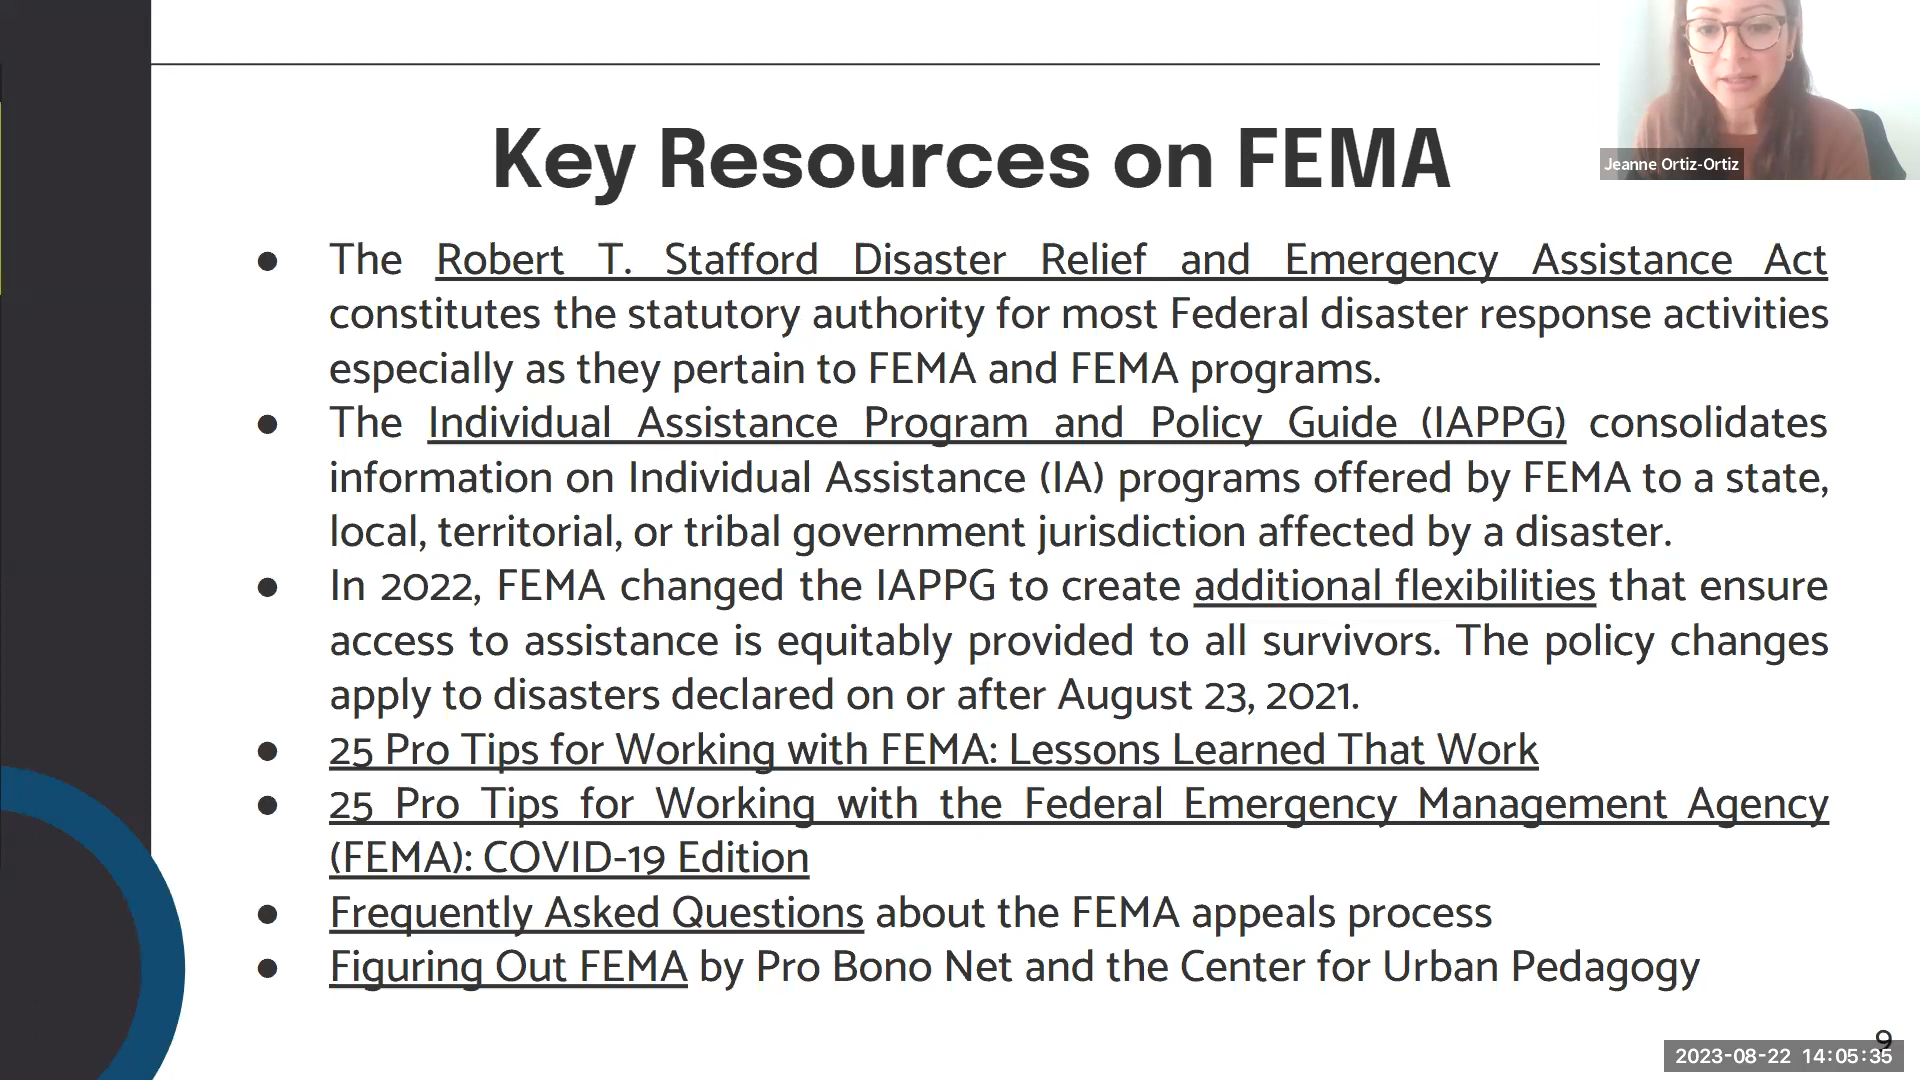 Jeanne Ortiz-Ortiz
Key Resources on FEMA
● The Robert T. Stafford Disaster Relief and Emergency Assistance Act
constitutes the statutory authority for most Federal disaster response activities
especially as they pertain to FEMA and FEMA programs.
● The Individual Assistance Program and Policy Guide (IAPPG) consolidates
information on Individual Assistance (IA) programs offered by FEMA to a state,
local, territorial, or tribal government jurisdiction affected by a disaster.
● In 2022, FEMA changed the IAPPG to create additional flexibilities that ensure
access to assistance is equitably provided to all survivors. The policy changes
apply to disasters declared on or after August 23, 2021.
● 25 Pro Tips for Working with FEMA: Lessons Learned That Work
● 25 Pro Tips for Working with the Federal Emergency Management Agency
(FEMA): COVID-19 Edition
● Frequently Asked Questions about the FEMA appeals process
● Figuring Out FEMA by Pro Bono Net and the Center for Urban Pedagogy
9
2023-08-22 14:05:35